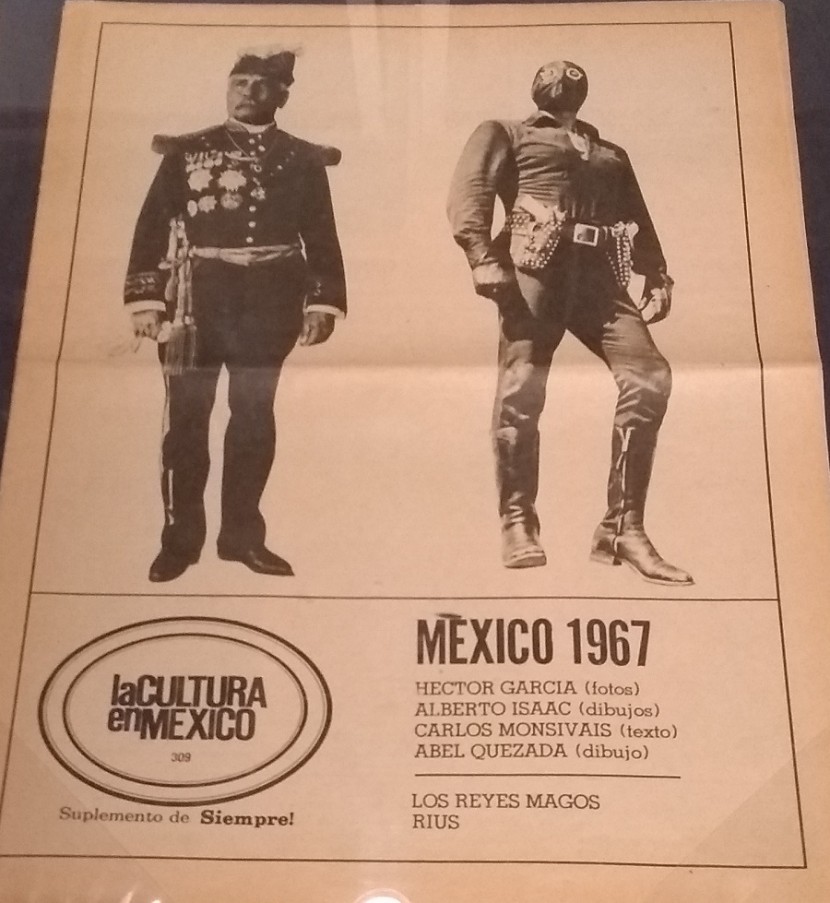 laCULTURA
enMEXICO
309
Suplemento de Siempre!
MEXICO 1967
HECTOR GARCIA (fotos)
ALBERTO ISAAC (dibujos)
CARLOS MONSIVAIS (texto)
ABEL QUEZADA (dibujo)
LOS REYES MAGOS
RIUS